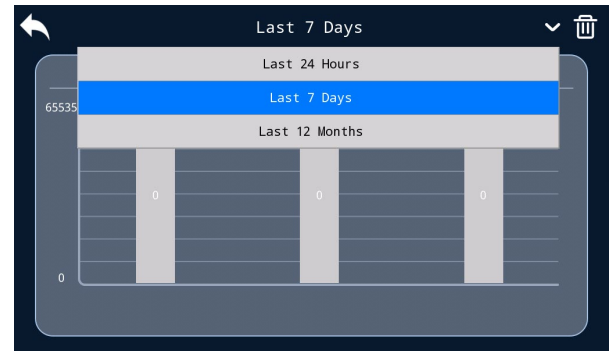 Last 7 Days
Last 24 Hours
Last 7 Days
Last 12 Months
65535
0 0 0
0